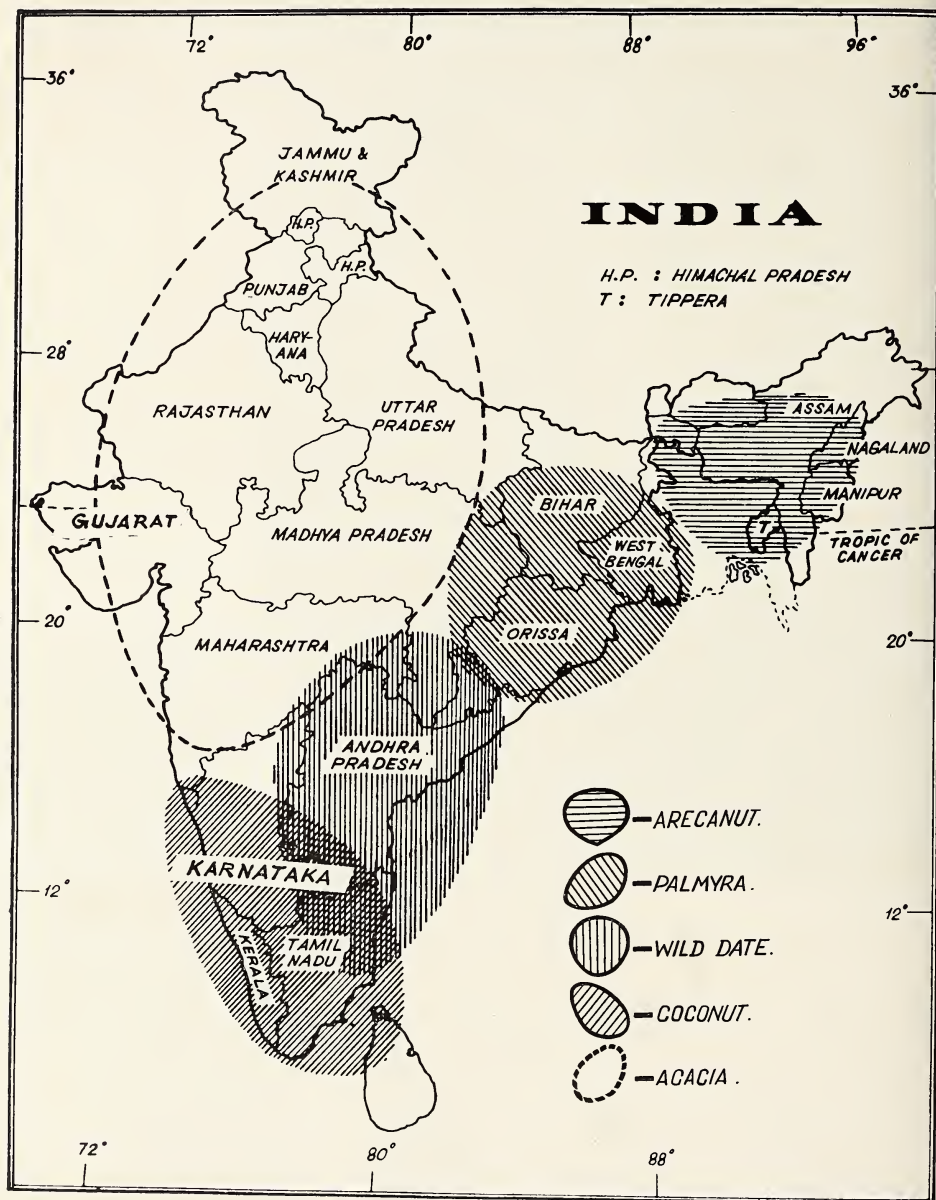 72°
80°
88°
96°
36°
36°
JAMMU &
KASHMIR
INDIA
H.P.
H.P. : HIMACHAL PRADESH
H.P.
T : TIPPERA
PUNJAB
HARY-
ANA
28°
RAJASTHAN
UTTAR
PRADESH
ASSAM
NAGALAND
BIHAR
MANIPUR
GUJARAT
MADHYA PRADESH
T
WEST
BENGAL
TROPIC OF
CANCER
20°
ORISSA
20°
MAHARASHTRA
ANDHRA
PRADESH
ARECANUT.
KARNATAKA
PALMYRA.
12°
12°
KERALA
TAMIL
NADU
WILD DATE.
COCONUT.
ACACIA.
72°
80°
88°